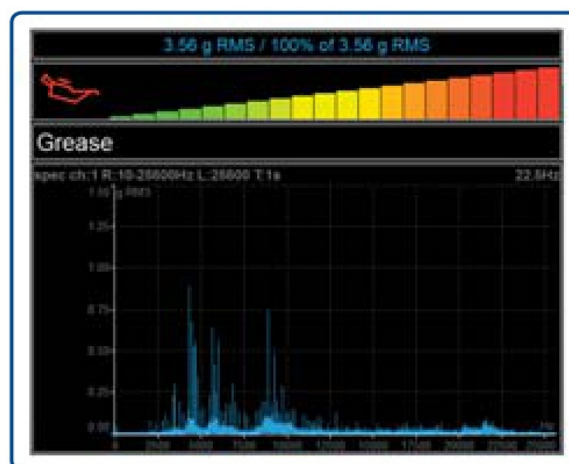 3.56 g RMS / 100% of 3.56 g RMS
Grease
spec ch:1 R:10-25600Hz L:25600 T:1s 22.5Hz
g RMS
1.25
1.00
0.75
0.50
0.25
0.00 Hz
0 2500 5000 7500 10000 12500 15000 17500 20000 22500 25000